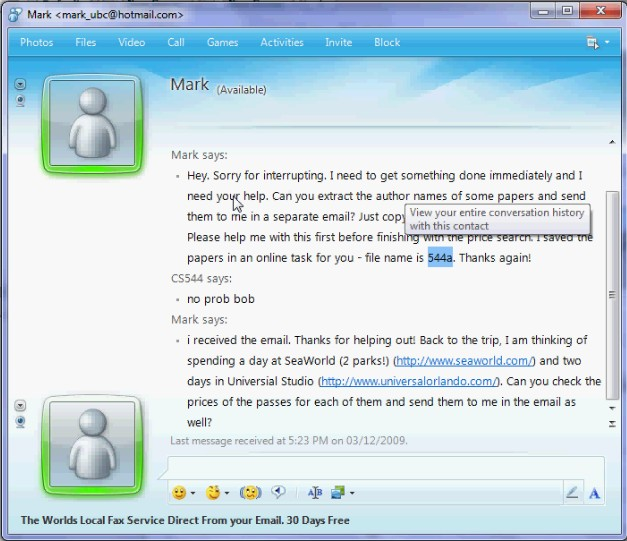 Mark <mark_ubc@hotmail.com>
Photos Files Video Call Games Activities Invite Block
Mark (Available)
Mark says:
Hey. Sorry for interrupting. I need to get something done immediately and I
need your help. Can you extract the author names of some papers and send
them to me in a separate email? Just copy
View your entire conversation history
with this contact
Please help me with this first before finishing with the price search. I saved the
papers in an online task for you - file name is 544a. Thanks again!
CS544 says:
no prob bob
Mark says:
i received the email. Thanks for helping out! Back to the trip, I am thinking of
spending a day at SeaWorld (2 parks!) (http://www.seaworld.com/) and two
days in Universial Studio (http://www.universalorlando.com/). Can you check the
prices of the passes for each of them and send them to me in the email as
well?
Last message received at 5:23 PM on 03/12/2009.
The Worlds Local Fax Service Direct From your Email. 30 Days Free